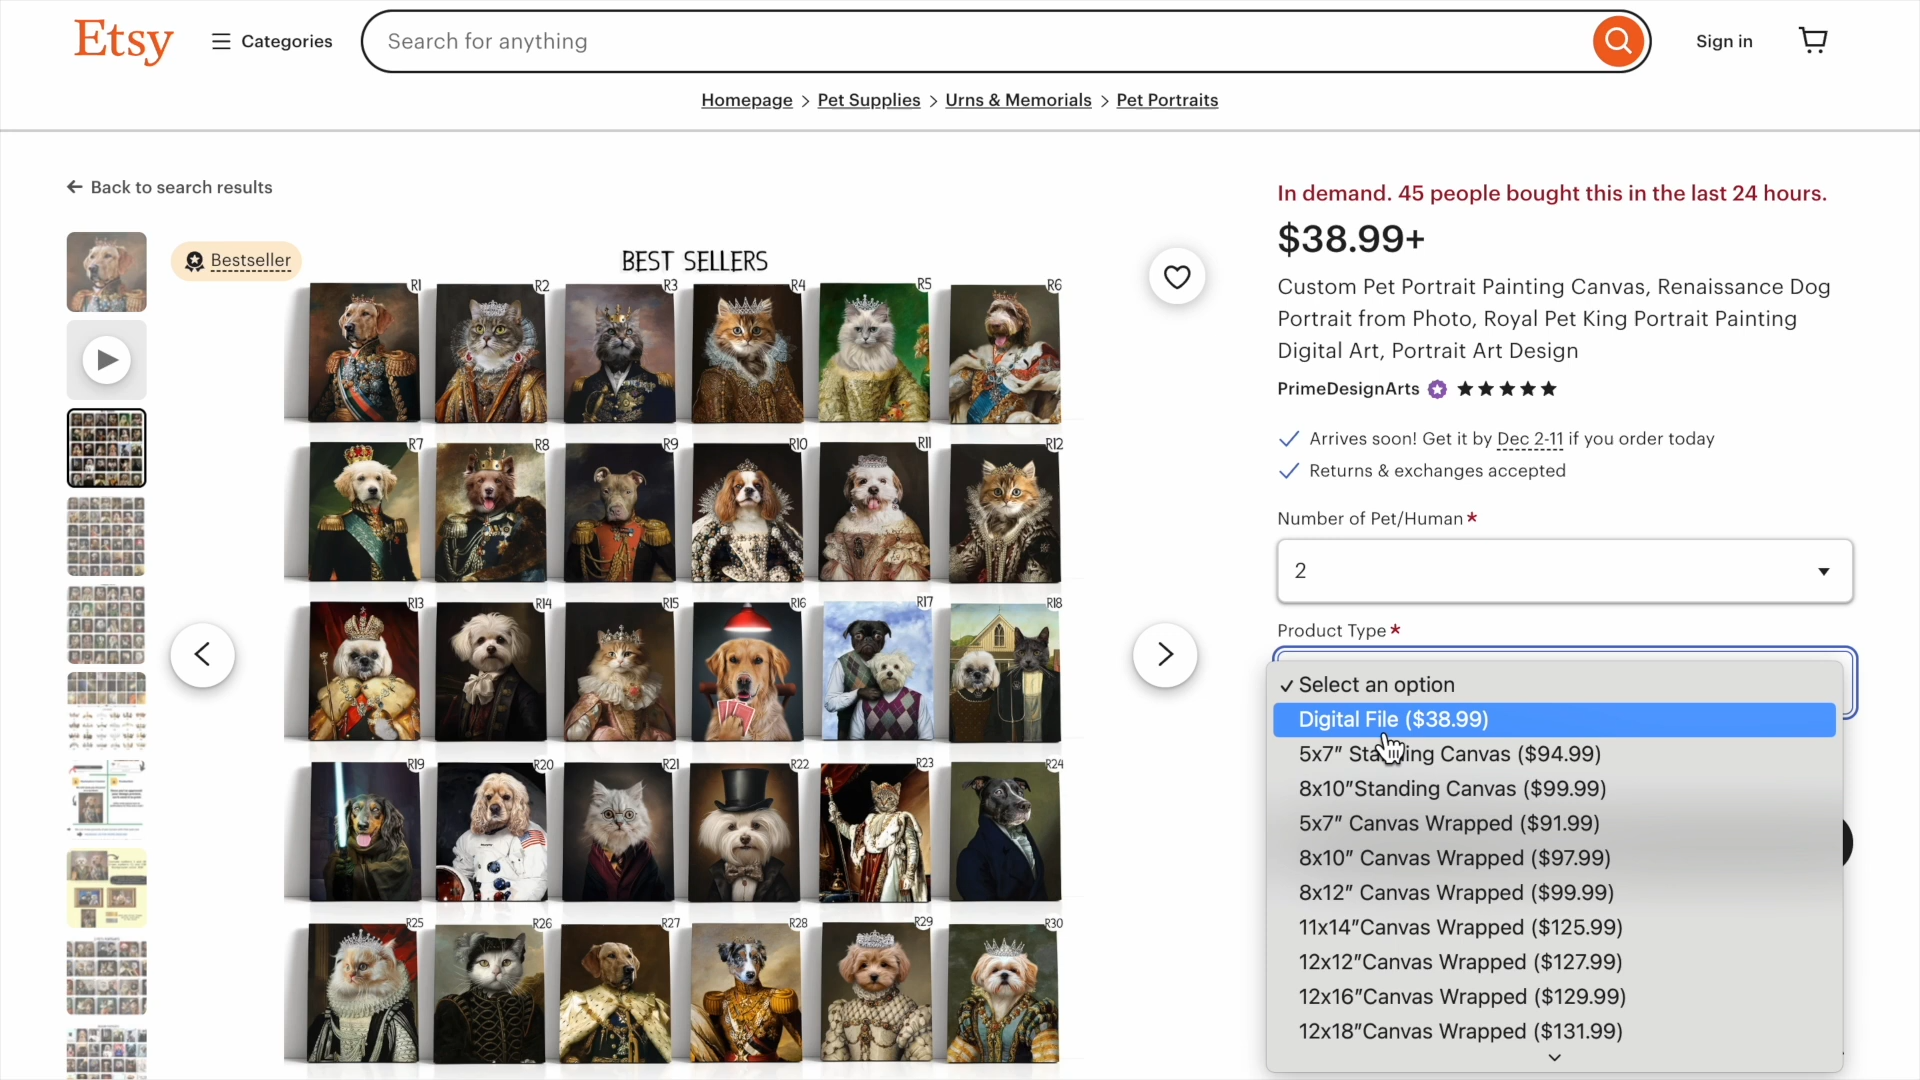 Etsy
Categories
Search for anything
Sign in
Homepage > Pet Supplies > Urns & Memorials > Pet Portraits
Back to search results
Bestseller
BEST SELLERS
R1 R2 R3 R4 R5 R6
R7 R8 R9 R10 R11 R12
R13 R14 R15 R16 R17 R18
R19 R20 R21 R22 R23 R24
R25 R26 R27 R28 R29 R30
In demand. 45 people bought this in the last 24 hours.
$38.99+
Custom Pet Portrait Painting Canvas, Renaissance Dog
Portrait from Photo, Royal Pet King Portrait Painting
Digital Art, Portrait Art Design
PrimeDesignArts
Arrives soon! Get it by Dec 2-11 if you order today
Returns & exchanges accepted
Number of Pet/Human*
2
Product Type*
✓ Select an option
Digital File ($38.99)
5x7” Standing Canvas ($94.99)
8x10”Standing Canvas ($99.99)
5x7” Canvas Wrapped ($91.99)
8x10” Canvas Wrapped ($97.99)
8x12” Canvas Wrapped ($99.99)
11x14”Canvas Wrapped ($125.99)
12x12”Canvas Wrapped ($127.99)
12x16”Canvas Wrapped ($129.99)
12x18”Canvas Wrapped ($131.99)